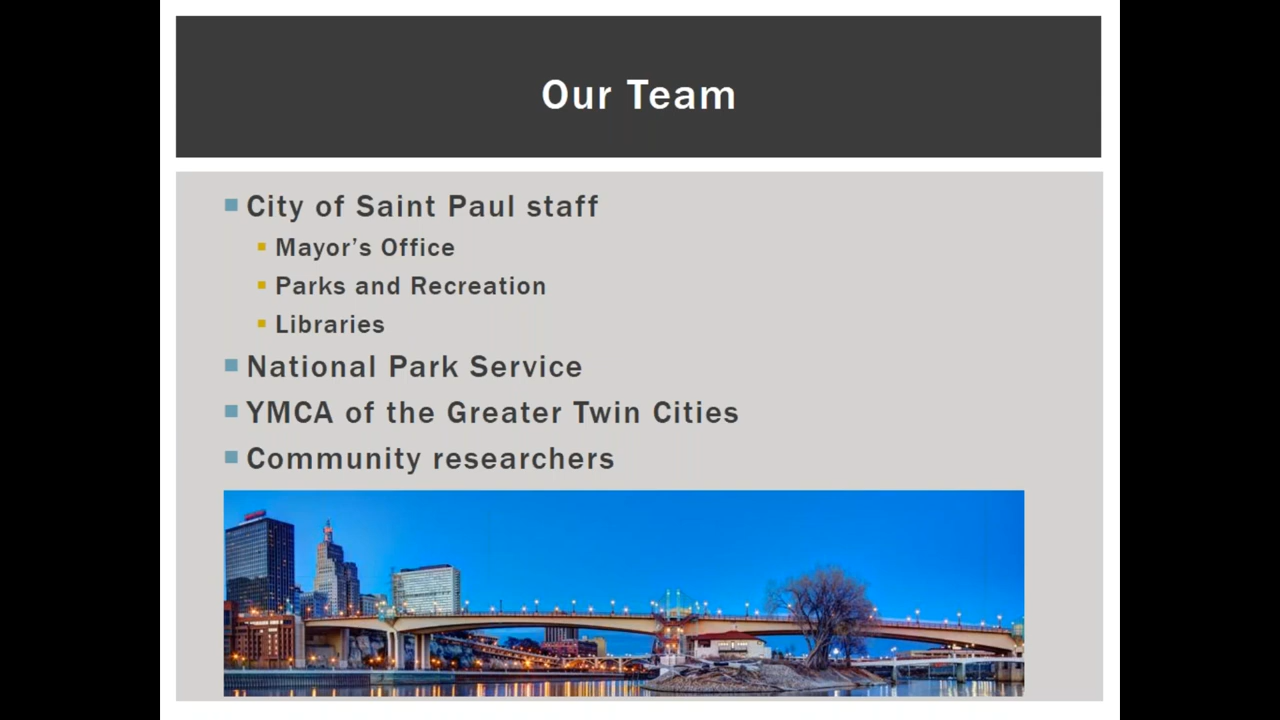 Our Team
City of Saint Paul staff
Mayor’s Office
Parks and Recreation
Libraries
National Park Service
YMCA of the Greater Twin Cities
Community researchers